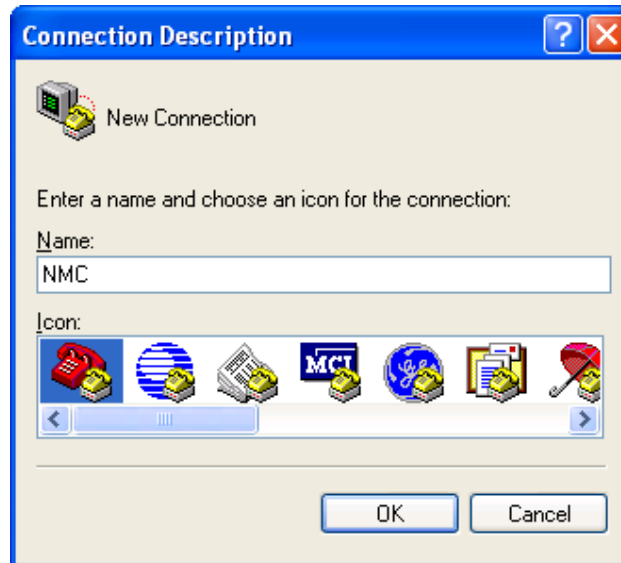 Connection Description
New Connection
Enter a name and choose an icon for the connection:
Name:
NMC
Icon:
MCI
OK Cancel